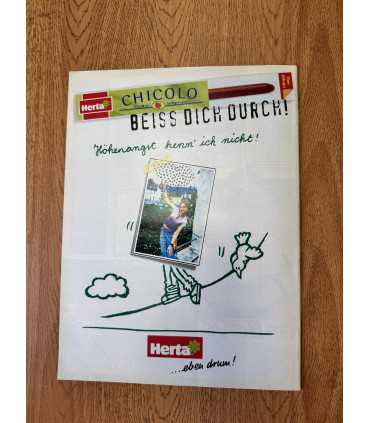 Herta
CHICOLO
BEISS DICH DURCH!
Höhenangst kenn' ich nicht!
Herta
...eben drum!